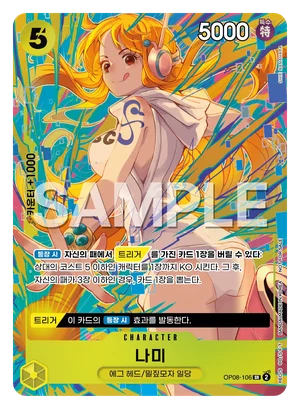 5
5000
특수
特
카운터 +1000
SAMPLE
등장 시 자신의 패에서 트리거 를 가진 카드 1장을 버릴 수 있다:
상대의 코스트 5 이하인 캐릭터를 1장까지 KO 시킨다. 그 후,
자신의 패가 3장 이하인 경우, 카드 1장을 뽑는다.
트리거 이 카드의 등장 시 효과를 발동한다.
CHARACTER
나미
에그 헤드/밀짚모자 일당
OP08-106 SR 2